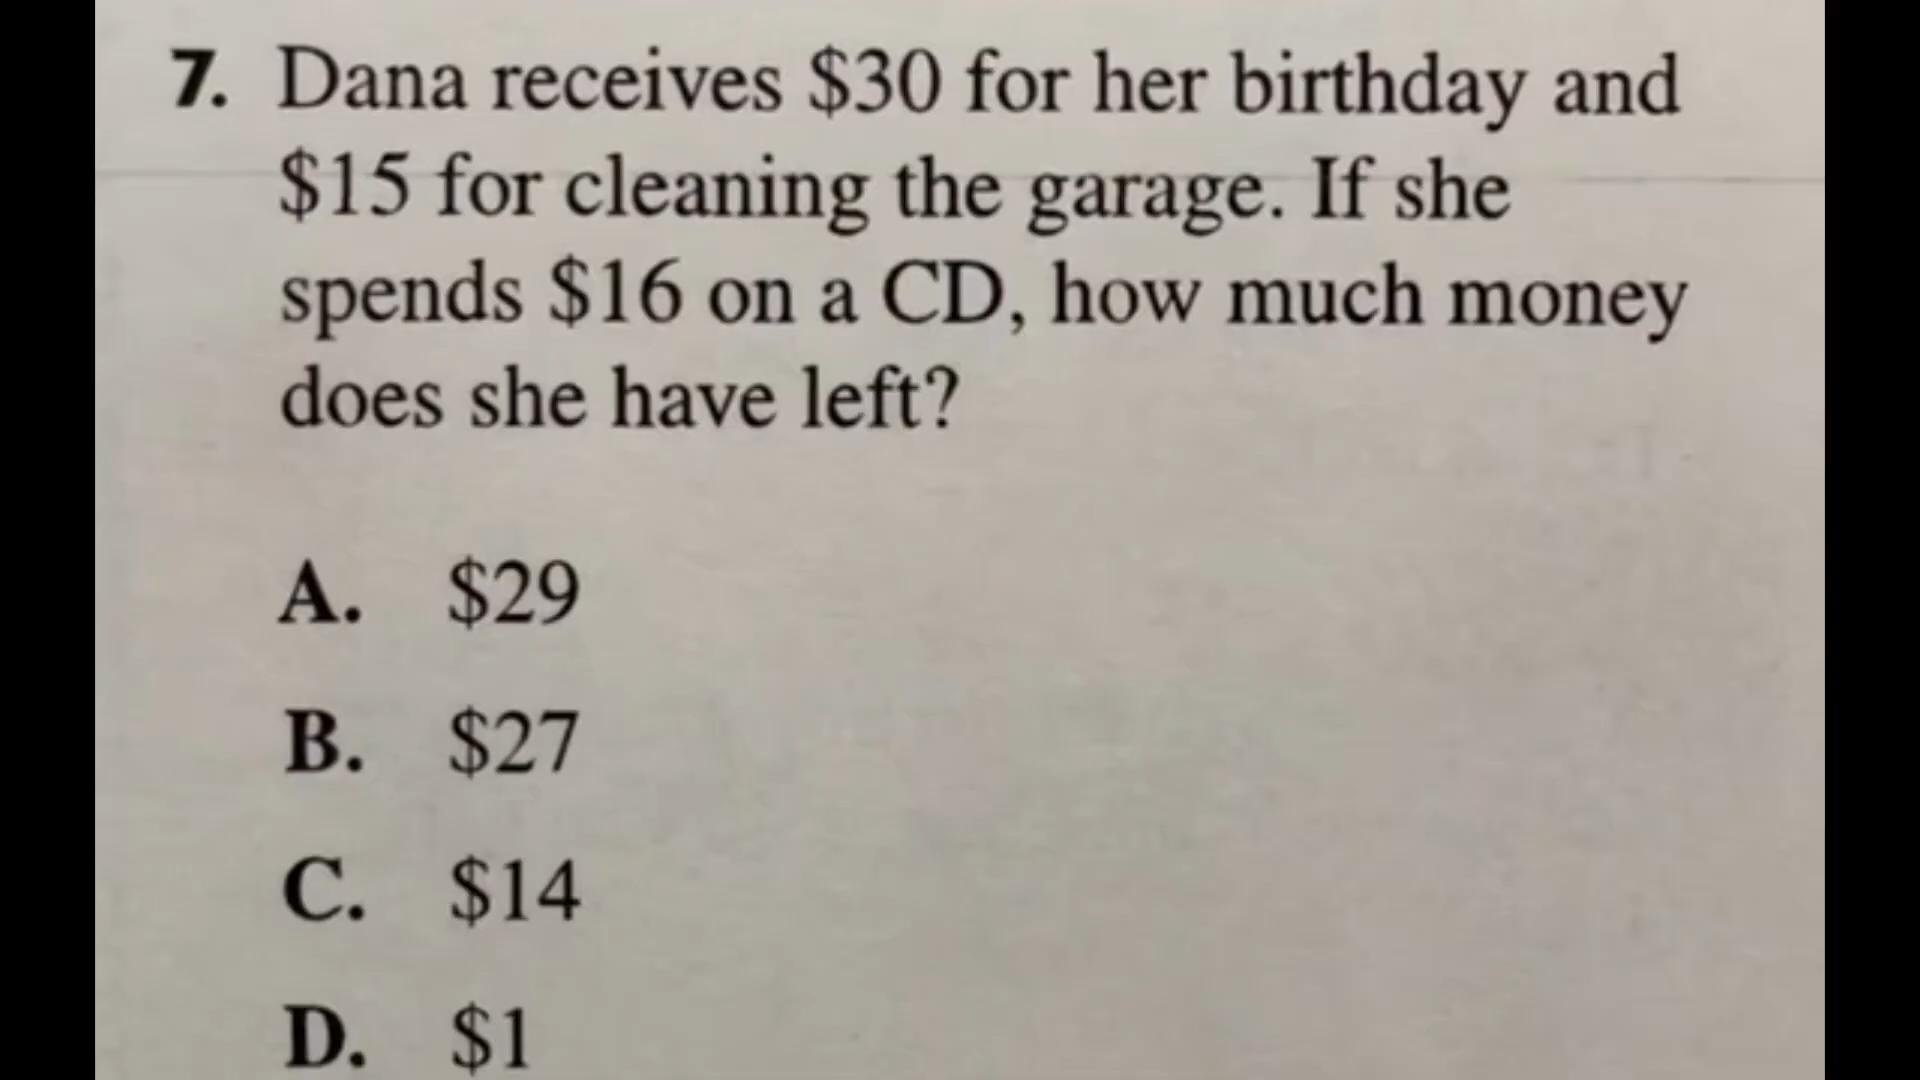 7. Dana receives $30 for her birthday and
$15 for cleaning the garage. If she
spends $16 on a CD, how much money
does she have left?
A. $29
B. $27
C. $14
D. $1